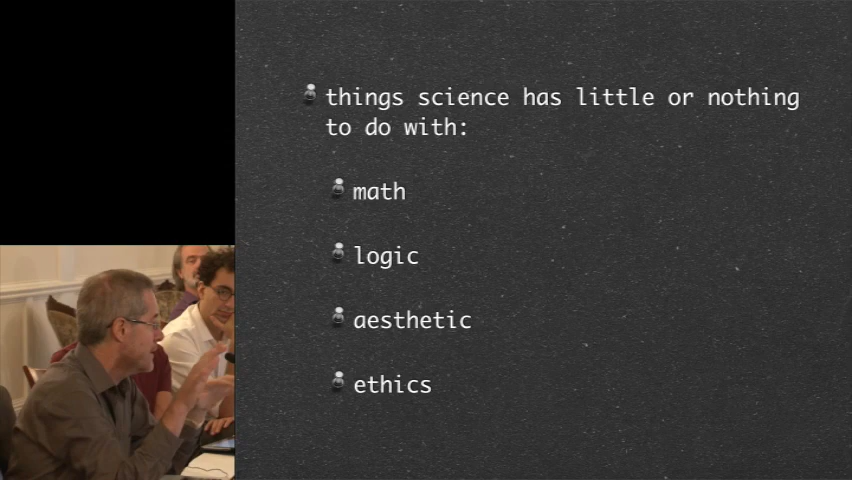 things science has little or nothing
to do with:
math
logic
aesthetic
ethics